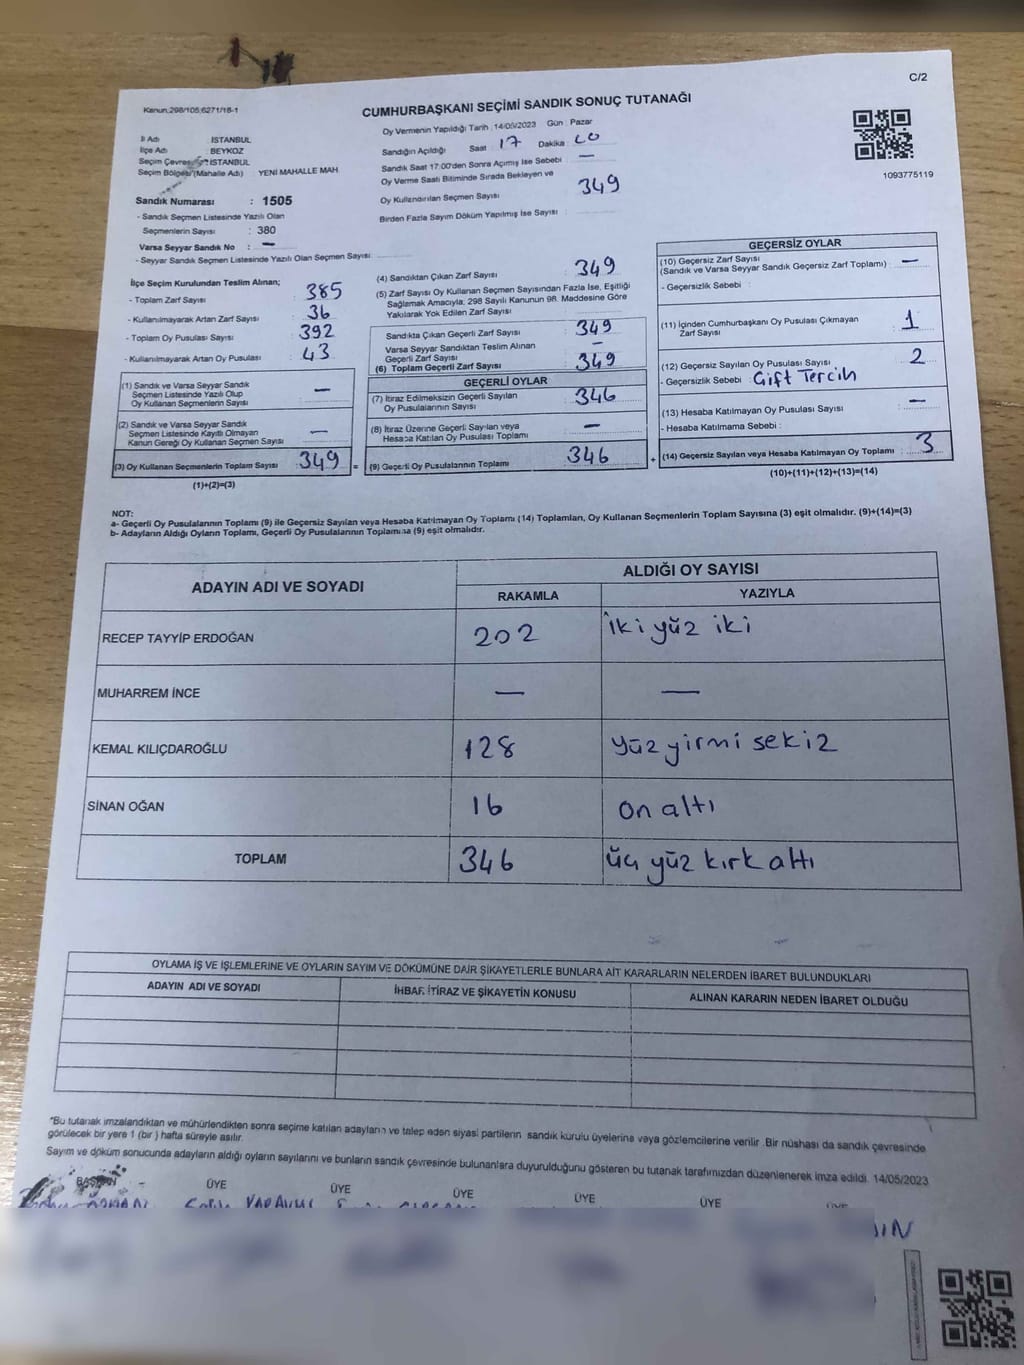 C/2
Kanun,298/105;6271/18-1
CUMHURBAŞKANI SEÇİMİ SANDIK SONUÇ TUTANAĞI
1093775119
İl Adı : İSTANBUL
İlçe Adı : BEYKOZ
Seçim Çevresi : İSTANBUL
Seçim Bölgesi (Mahalle Adı) : YENİ MAHALLE MAH
Sandık Numarası : 1505
- Sandık Seçmen Listesinde Yazılı Olan
Seçmenlerin Sayısı : 380
Varsa Seyyar Sandık No : —
- Seyyar Sandık Seçmen Listesinde Yazılı Olan Seçmen Sayısı
Oy Vermenin Yapıldığı Tarih : 14/05/2023 Gün : Pazar
Sandığın Açıldığı Saat 17 Dakika :
Sandık Saat 17:00'den Sonra Açımış Ise Sebebi : —
Oy Verme Saati Bitiminde Sırada Bekleyen ve
Oy Kullandırılan Seçmen Sayısı : 349
Birden Fazla Sayım Döküm Yapılmış Ise Sayısı :
İlçe Seçim Kurulundan Teslim Alınan;
- Toplam Zarf Sayısı : 385
- Kullanılmayarak Artan Zarf Sayısı : 36
- Toplam Oy Pusulası Sayısı : 392
- Kullanılmayarak Artan Oy Pusulası : 43
(1) Sandık ve Varsa Seyyar Sandık
Seçmen Listesinde Yazılı Olup
Oy Kullanan Seçmenlerin Sayısı : —
(2) Sandık ve Varsa Seyyar Sandık
Seçmen Listesinde Kayıtlı Olmayan
Kanun Gereği Oy Kullanan Seçmen Sayısı : —
(3) Oy Kullanan Seçmenlerin Toplam Sayısı : 349 =
(1)+(2)=(3)
(4) Sandıktan Çıkan Zarf Sayısı : 349
(5) Zarf Sayısı Oy Kullanan Seçmen Sayısından Fazla İse, Eşitliği
Sağlamak Amacıyla; 298 Sayılı Kanunun 98. Maddesine Göre
Yakılarak Yok Edilen Zarf Sayısı :
Sandıkta Çıkan Geçerli Zarf Sayısı : 349
Varsa Seyyar Sandıktan Teslim Alınan
Geçerli Zarf Sayısı : —
(6) Toplam Geçerli Zarf Sayısı : 349
GEÇERLİ OYLAR
(7) İtiraz Edilmeksizin Geçerli Sayılan
Oy Pusulalarının Sayısı : 346
(8) İtiraz Üzerine Geçerli Sayılan veya
Hesaba Katılan Oy Pusulası Toplamı : —
(9) Geçerli Oy Pusulalarının Toplamı : 346 +
GEÇERSİZ OYLAR
(10) Geçersiz Zarf Sayısı
(Sandık ve Varsa Seyyar Sandık Geçersiz Zarf Toplamı) : —
- Geçersizlik Sebebi :
(11) İçinden Cumhurbaşkanı Oy Pusulası Çıkmayan
Zarf Sayısı : 1
(12) Geçersiz Sayılan Oy Pusulası Sayısı : 2
- Geçersizlik Sebebi : Çift Tercih
(13) Hesaba Katılmayan Oy Pusulası Sayısı : —
- Hesaba Katılmama Sebebi :
(14) Geçersiz Sayılan veya Hesaba Katılmayan Oy Toplamı : 3
(10)+(11)+(12)+(13)=(14)
NOT:
a- Geçerli Oy Pusulalarının Toplamı (9) ile Geçersiz Sayılan veya Hesaba Katılmayan Oy Toplamı (14) Toplamları, Oy Kullanan Seçmenlerin Toplam Sayısına (3) eşit olmalıdır. (9)+(14)=(3)
b- Adayların Aldığı Oyların Toplamı, Geçerli Oy Pusulalarının Toplamına (9) eşit olmalıdır.
ADAYIN ADI VE SOYADI
ALDIĞI OY SAYISI
RAKAMLA YAZIYLA
RECEP TAYYİP ERDOĞAN 202 İki yüz iki
MUHARREM İNCE — —
KEMAL KILIÇDAROĞLU 128 yüz yirmi sekiz
SİNAN OĞAN 16 on altı
TOPLAM 346 üç yüz kırk altı
OYLAMA İŞ VE İŞLEMLERİNE VE OYLARIN SAYIM VE DÖKÜMÜNE DAİR ŞİKAYETLERLE BUNLARA AİT KARARLARIN NELERDEN İBARET BULUNDUKLARI
ADAYIN ADI VE SOYADI İHBAR, İTİRAZ VE ŞİKAYETİN KONUSU ALINAN KARARIN NEDEN İBARET OLDUĞU
*Bu tutanak imzalandıktan ve mühürlendikten sonra seçime katılan adayların ve talep eden siyasi partilerin sandık kurulu üyelerine veya gözlemcilerine verilir. Bir nüshası da sandık çevresinde
görülecek bir yere 1 (bir ) hafta süreyle asılır.
Sayım ve döküm sonucunda adayların aldığı oyların sayılarını ve bunların sandık çevresinde bulunanlara duyurulduğunu gösteren bu tutanak tarafımızdan düzenlenerek imza edildi. 14/05/2023
BAŞKAN ÜYE ÜYE ÜYE ÜYE ÜYE ÜYE